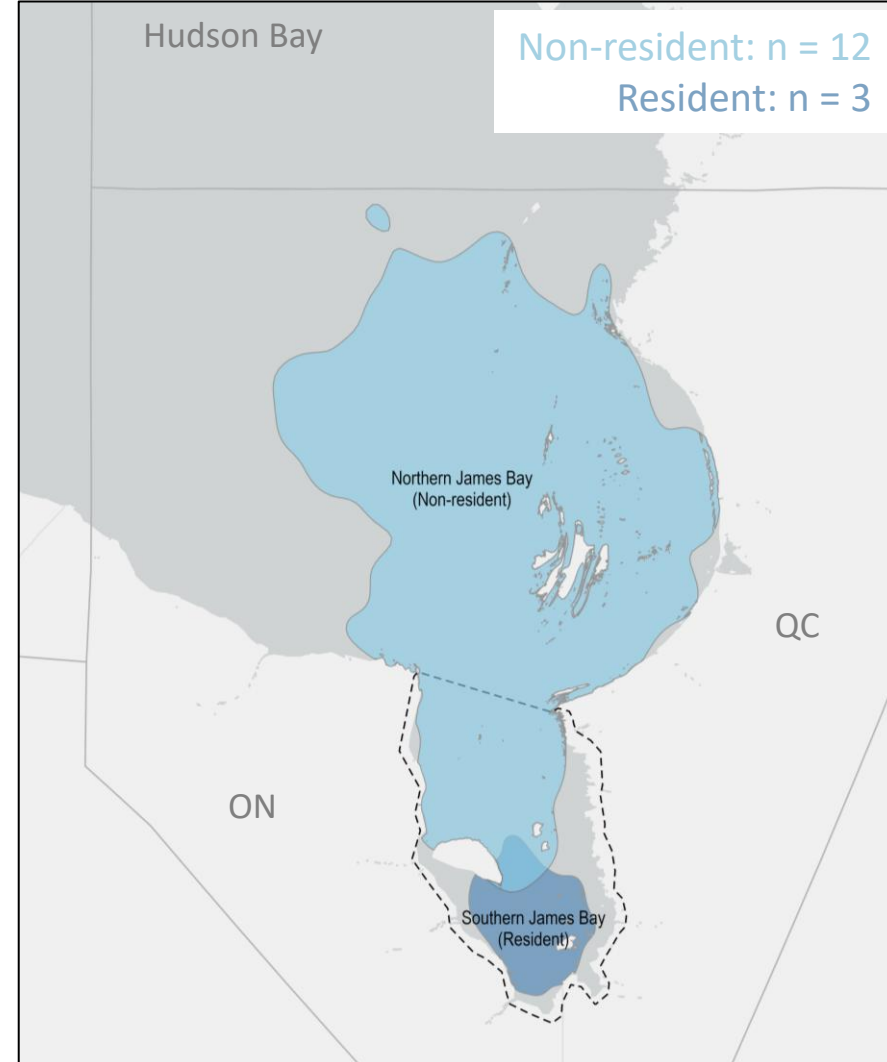 Hudson Bay
Non-resident: n = 12
Resident: n = 3
Northern James Bay
(Non-resident)
QC
ON
Southern James Bay
(Resident)